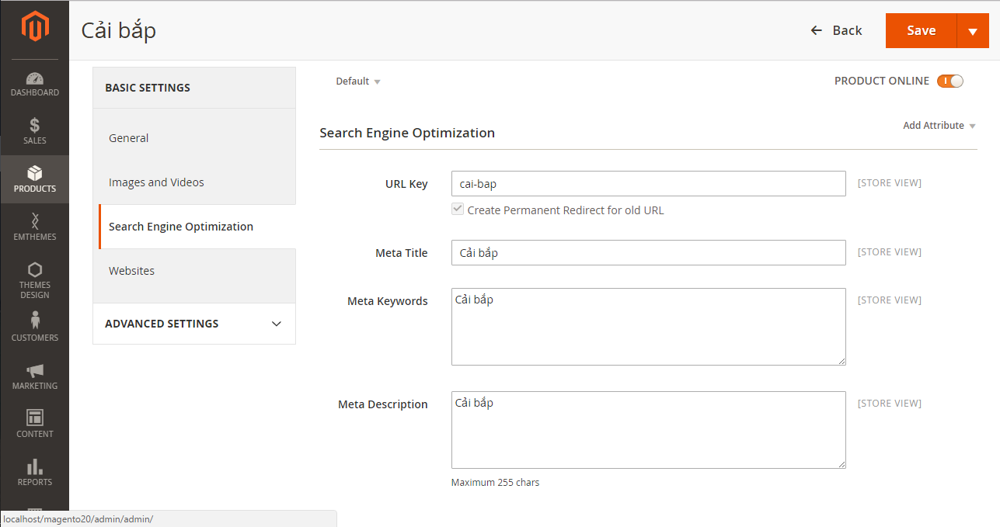 Cải bắp
Back
Save
DASHBOARD
SALES
PRODUCTS
EMTHEMES
THEMES
DESIGN
CUSTOMERS
MARKETING
CONTENT
REPORTS
BASIC SETTINGS
General
Images and Videos
Search Engine Optimization
Websites
ADVANCED SETTINGS
Default
PRODUCT ONLINE
Add Attribute
Search Engine Optimization
URL Key cai-bap [STORE VIEW]
Create Permanent Redirect for old URL
Meta Title Cải bắp [STORE VIEW]
Meta Keywords Cải bắp [STORE VIEW]
Meta Description Cải bắp [STORE VIEW]
Maximum 255 chars
localhost/magento20/admin/admin/